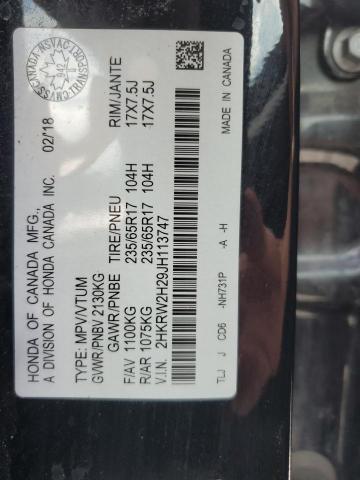 HONDA OF CANADA MFG.,
A DIVISION OF HONDA CANADA INC. 02/18
TYPE: MPV/VTUM
GVWR/PNBV 2130KG
GAWR/PNBE TIRE/PNEU RIM/JANTE
F/AV 1100KG 235/65R17 104H 17X7.5J
R/AR 1075KG 235/65R17 104H 17X7.5J
V.I.N. 2HKRW2H29JH113747
TLJ J CD6 -NH731P -A -H MADE IN CANADA
942